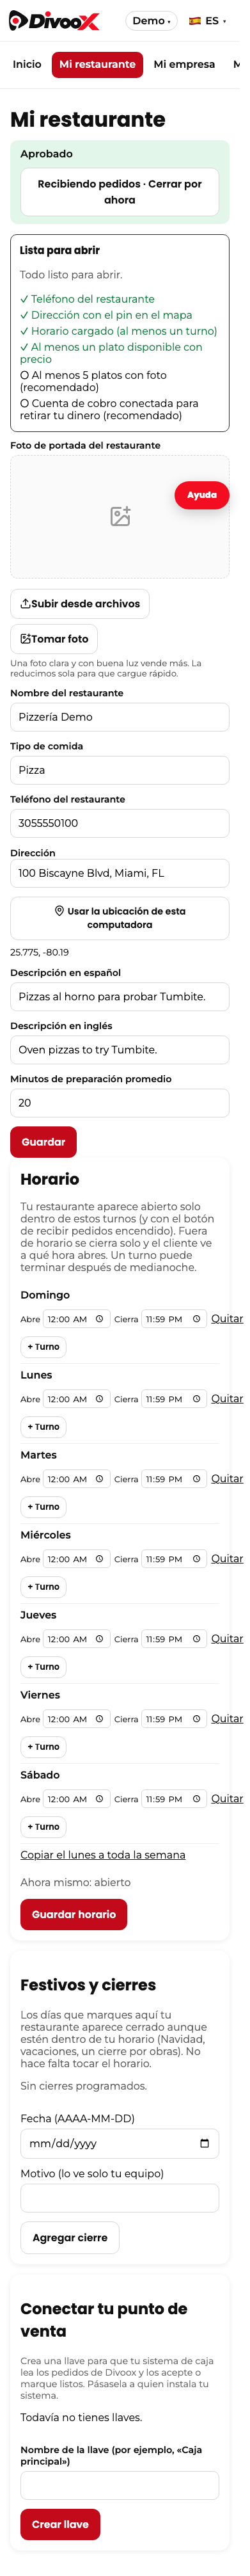 DivooX
Demo
ES
Inicio
Mi restaurante
Mi empresa
M
Mi restaurante
Aprobado
Recibiendo pedidos · Cerrar por
ahora
Lista para abrir
Todo listo para abrir.
✓ Teléfono del restaurante
✓ Dirección con el pin en el mapa
✓ Horario cargado (al menos un turno)
✓ Al menos un plato disponible con
precio
O Al menos 5 platos con foto
(recomendado)
O Cuenta de cobro conectada para
retirar tu dinero (recomendado)
Foto de portada del restaurante
Ayuda
Subir desde archivos
Tomar foto
Una foto clara y con buena luz vende más. La
reducimos sola para que cargue rápido.
Nombre del restaurante
Pizzería Demo
Tipo de comida
Pizza
Teléfono del restaurante
3055550100
Dirección
100 Biscayne Blvd, Miami, FL
Usar la ubicación de esta
computadora
25.775, -80.19
Descripción en español
Pizzas al horno para probar Tumbite.
Descripción en inglés
Oven pizzas to try Tumbite.
Minutos de preparación promedio
20
Guardar
Horario
Tu restaurante aparece abierto solo
dentro de estos turnos (y con el botón
de recibir pedidos encendido). Fuera
de horario se cierra solo y el cliente ve
a qué hora abres. Un turno puede
terminar después de medianoche.
Domingo
Abre 12:00 AM Cierra 11:59 PM Quitar
+ Turno
Lunes
Abre 12:00 AM Cierra 11:59 PM Quitar
+ Turno
Martes
Abre 12:00 AM Cierra 11:59 PM Quitar
+ Turno
Miércoles
Abre 12:00 AM Cierra 11:59 PM Quitar
+ Turno
Jueves
Abre 12:00 AM Cierra 11:59 PM Quitar
+ Turno
Viernes
Abre 12:00 AM Cierra 11:59 PM Quitar
+ Turno
Sábado
Abre 12:00 AM Cierra 11:59 PM Quitar
+ Turno
Copiar el lunes a toda la semana
Ahora mismo: abierto
Guardar horario
Festivos y cierres
Los días que marques aquí tu
restaurante aparece cerrado aunque
estén dentro de tu horario (Navidad,
vacaciones, un cierre por obras). No
hace falta tocar el horario.
Sin cierres programados.
Fecha (AAAA-MM-DD)
mm/dd/yyyy
Motivo (lo ve solo tu equipo)
Agregar cierre
Conectar tu punto de
venta
Crea una llave para que tu sistema de caja
lea los pedidos de Divoox y los acepte o
marque listos. Pásasela a quien instala tu
sistema.
Todavía no tienes llaves.
Nombre de la llave (por ejemplo, «Caja
principal»)
Crear llave